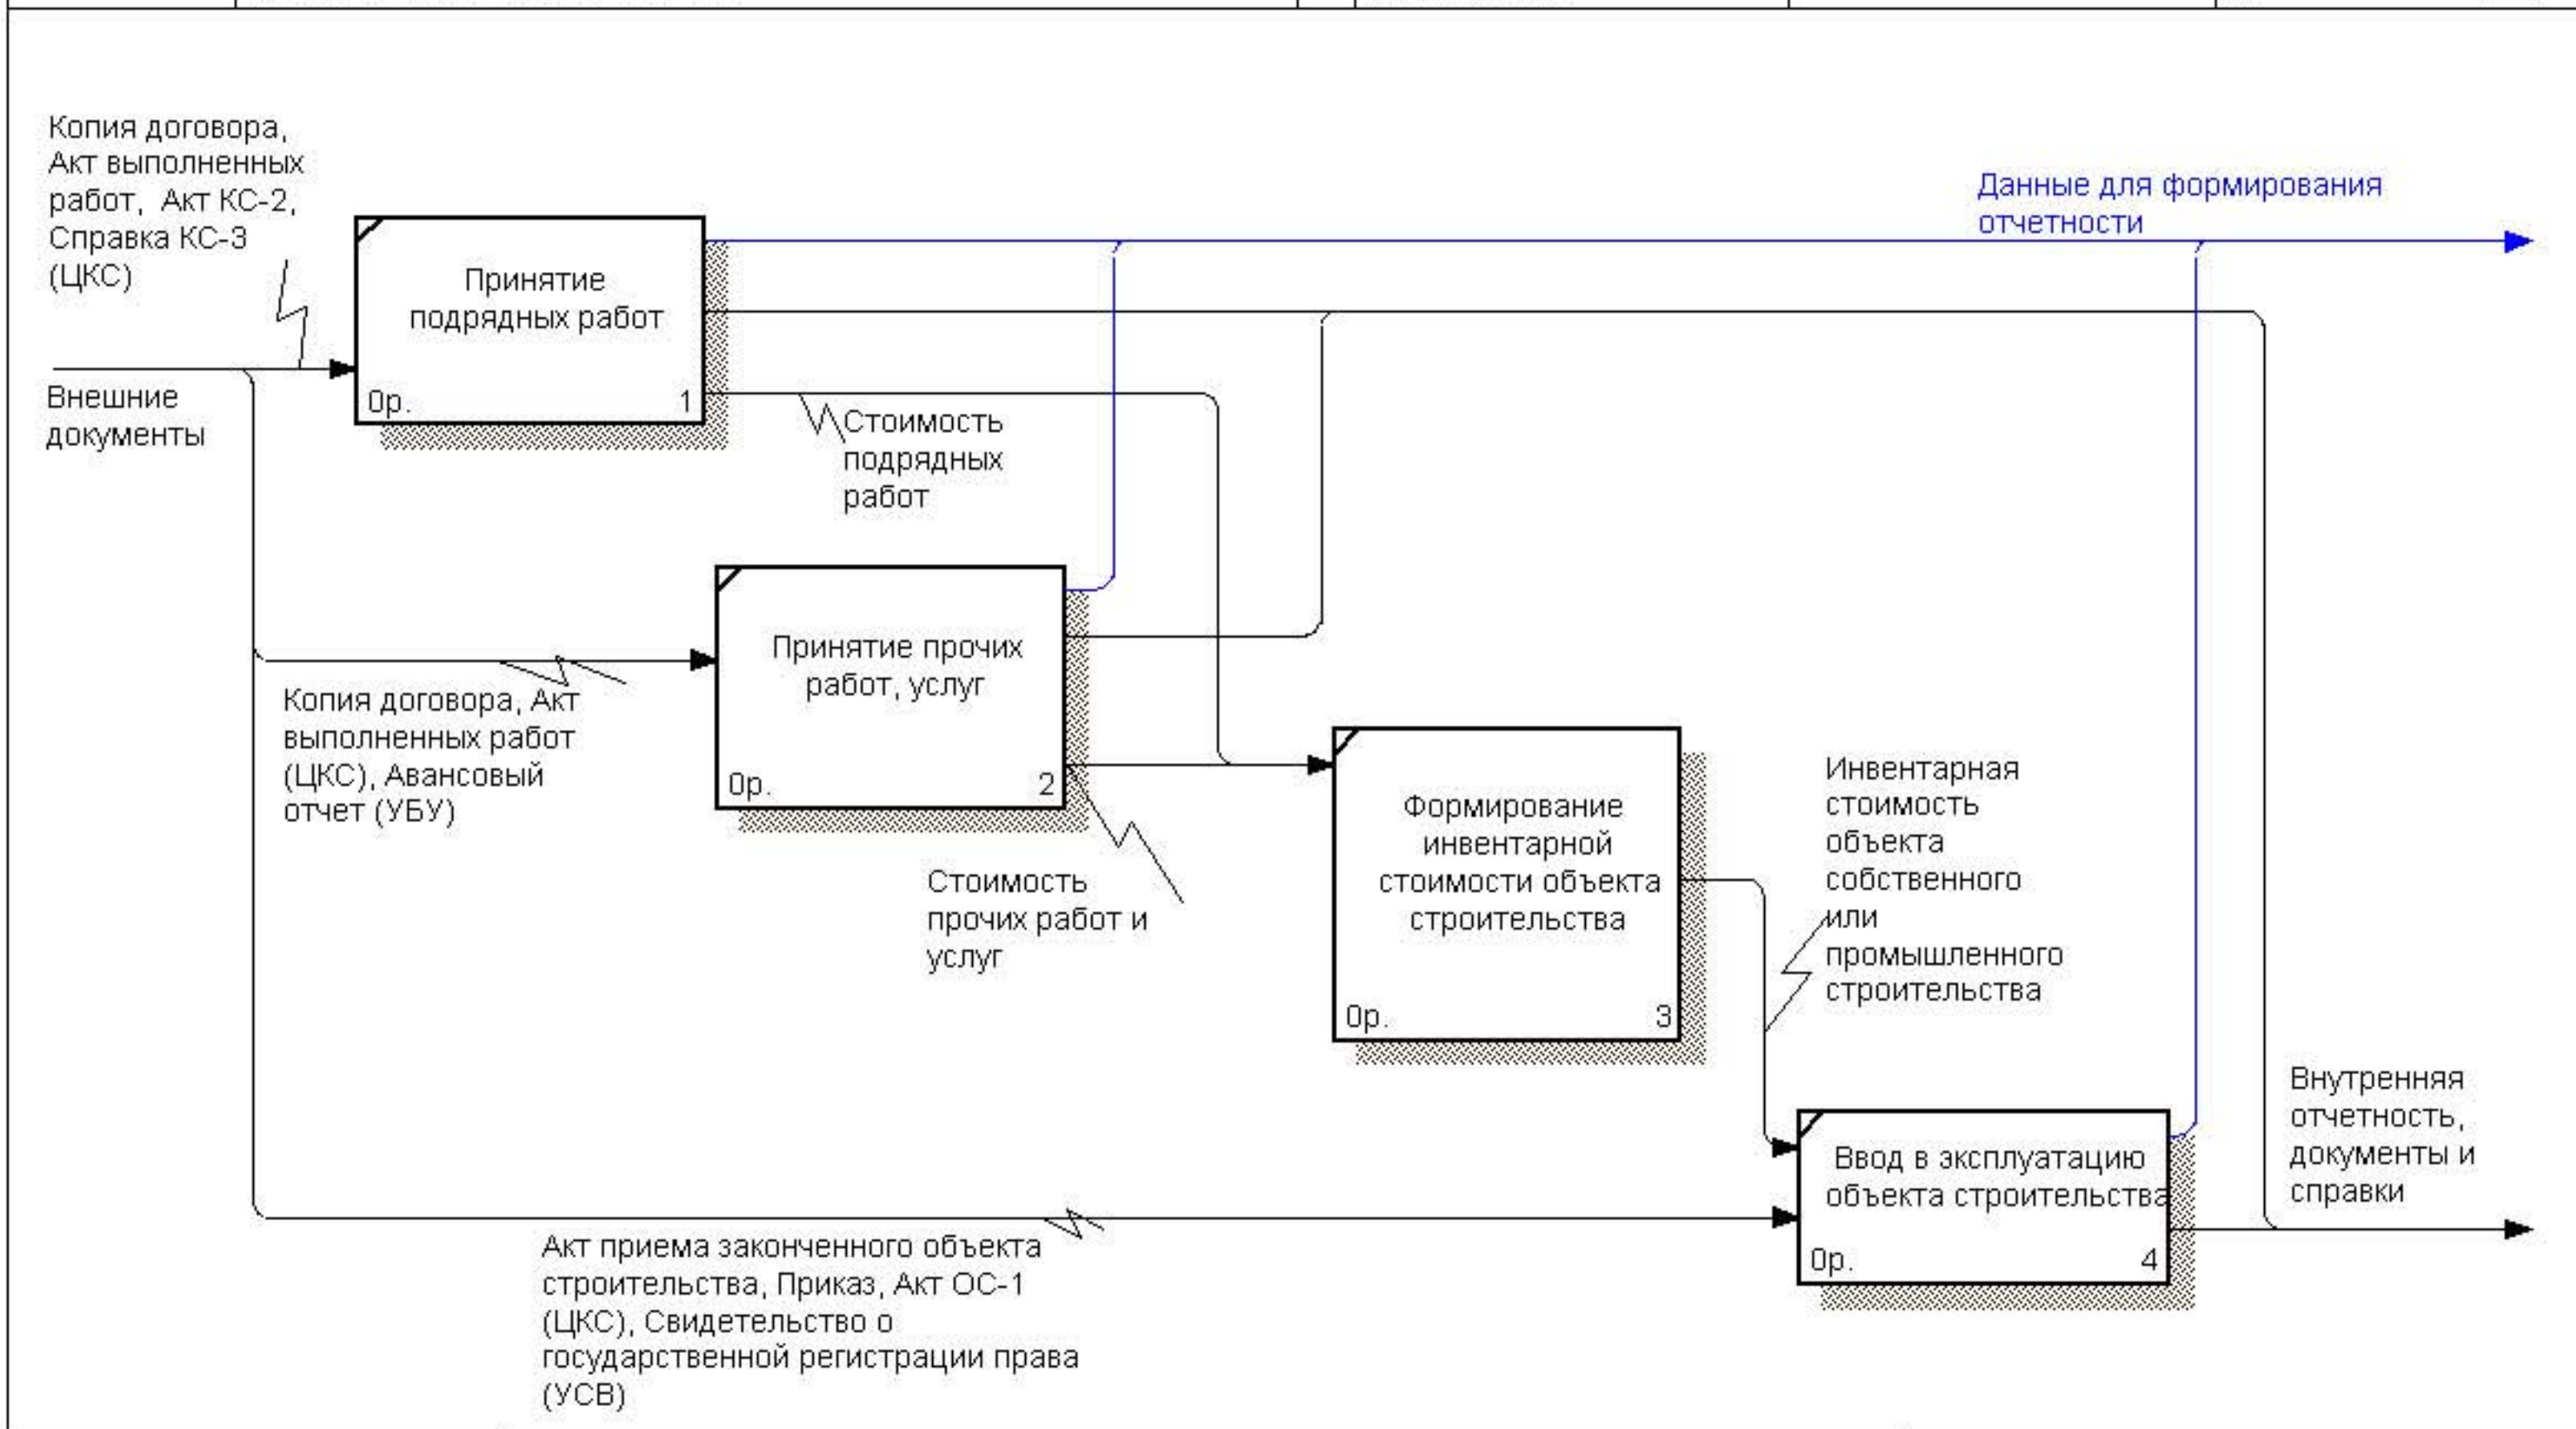 Копия договора,
Акт выполненных
работ, Акт КС-2,
Справка КС-3
(ЦКС)
Внешние
документы
Принятие
подрядных работ
0р. 1
Данные для формирования
отчетности
Стоимость
подрядных
работ
Принятие прочих
работ, услуг
0р. 2
Копия договора, Акт
выполненных работ
(ЦКС), Авансовый
отчет (УБУ)
Стоимость
прочих работ и
услуг
Формирование
инвентарной
стоимости объекта
строительства
0р. 3
Инвентарная
стоимость
объекта
собственного
или
промышленного
строительства
Ввод в эксплуатацию
объекта строительства
0р. 4
Внутренняя
отчетность,
документы и
справки
Акт приема законченного объекта
строительства, Приказ, Акт ОС-1
(ЦКС), Свидетельство о
государственной регистрации права
(УСВ)